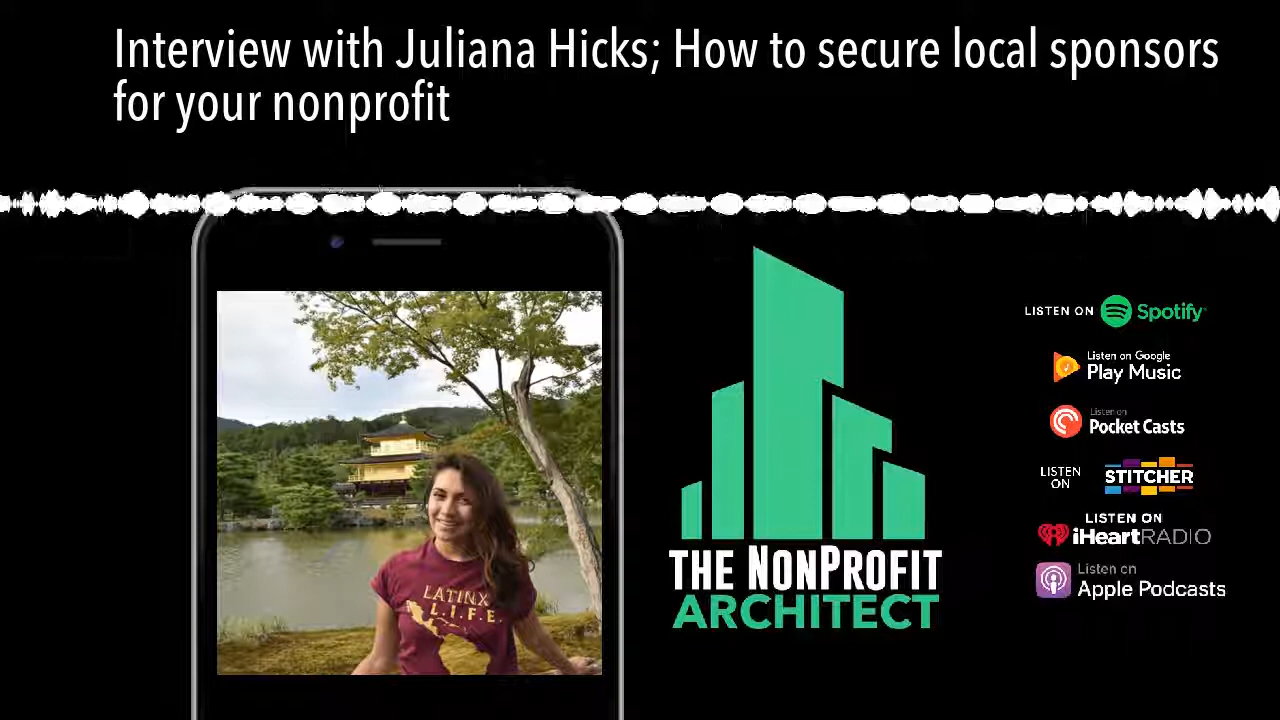 Interview with Juliana Hicks; How to secure local sponsors
for your nonprofit
LATINX
L.I.F.E.
THE NONPROFIT
ARCHITECT
LISTEN ON Spotify
Listen on Google
Play Music
Listen on
Pocket Casts
LISTEN
ON
STITCHER
LISTEN ON
iHeartRADIO
Listen on
Apple Podcasts